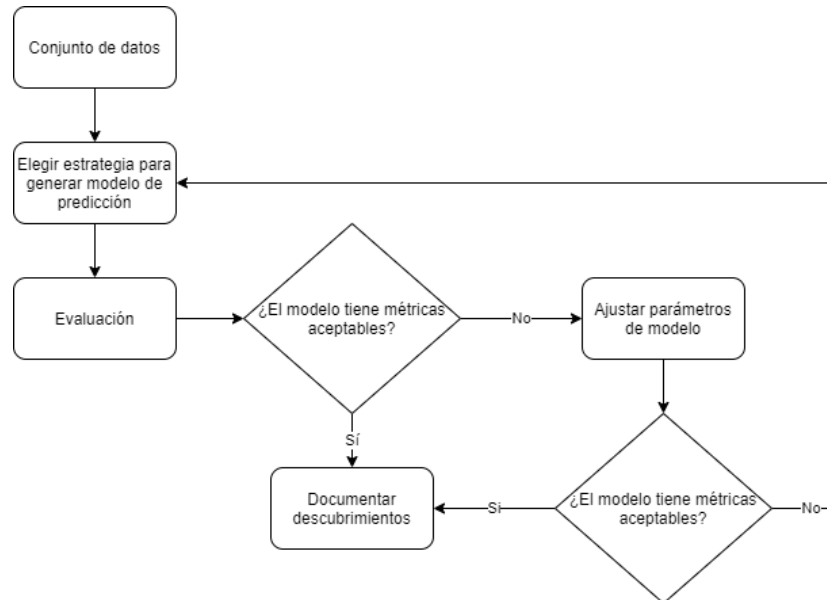 Conjunto de datos
Elegir estrategia para
generar modelo de
predicción
Evaluación
¿El modelo tiene métricas
aceptables?
No
Ajustar parámetros
de modelo
Sí
Documentar
descubrimientos
Si
¿El modelo tiene métricas
aceptables?
No